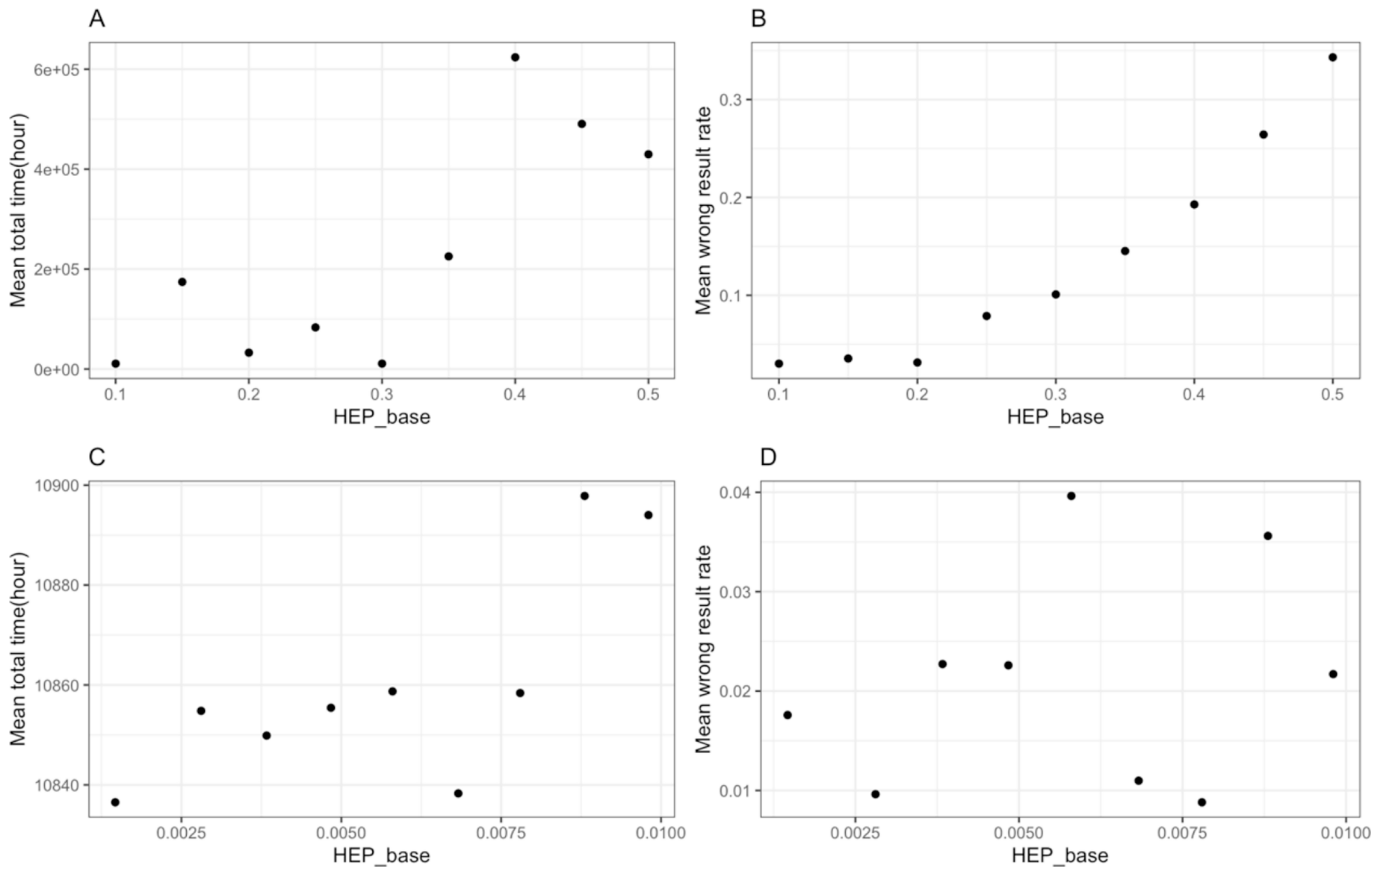 A
Mean total time(hour)
6e+05
4e+05
2e+05
0e+00
0.1 0.2 0.3 0.4 0.5
HEP_base
B
Mean wrong result rate
0.3
0.2
0.1
0.1 0.2 0.3 0.4 0.5
HEP_base
C
Mean total time(hour)
10900
10880
10860
10840
0.0025 0.0050 0.0075 0.0100
HEP_base
D
Mean wrong result rate
0.04
0.03
0.02
0.01
0.0025 0.0050 0.0075 0.0100
HEP_base